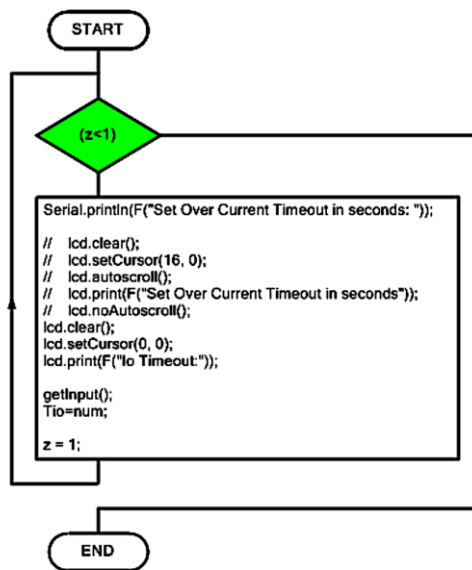 START
(z<1)
Serial.println(F("Set Over Current Timeout in seconds: "));
// lcd.clear();
// lcd.setCursor(16, 0);
// lcd.autoscroll();
// lcd.print(F("Set Over Current Timeout in seconds"));
// lcd.noAutoscroll();
lcd.clear();
lcd.setCursor(0, 0);
lcd.print(F("Io Timeout:"));
getInput();
Tio=num;
z = 1;
END